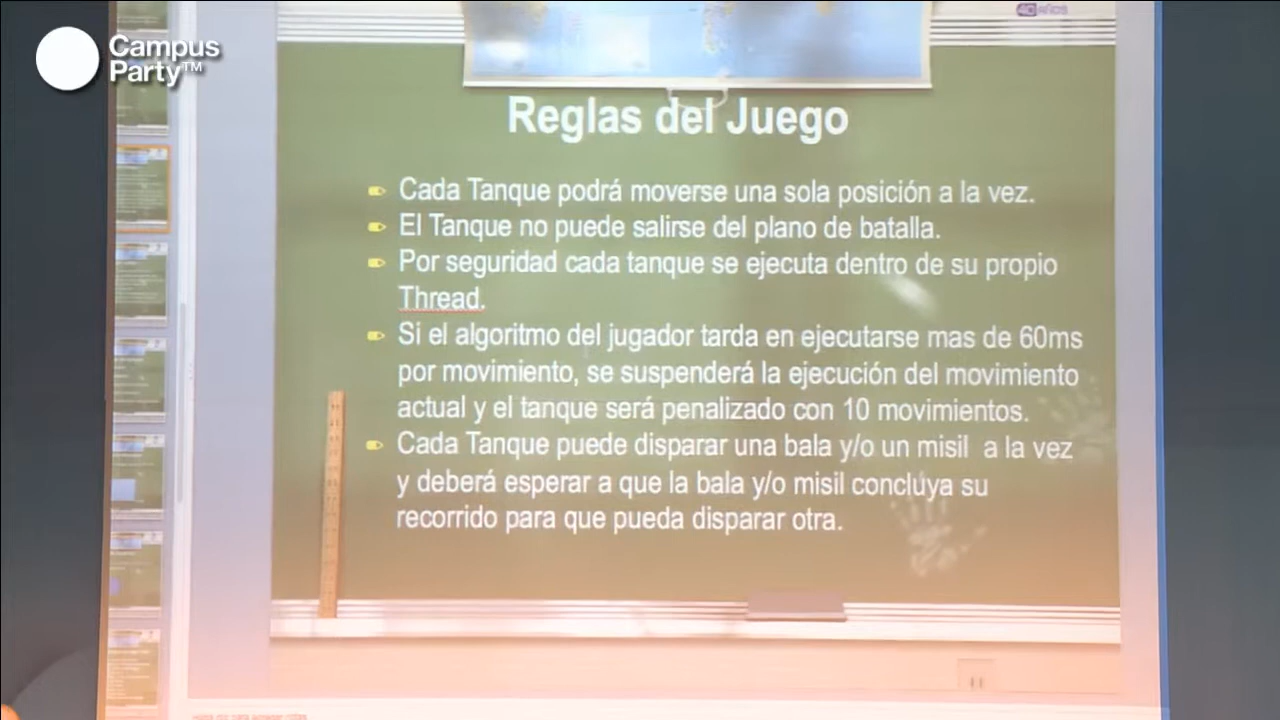 Campus
Party™
40 AÑOS
Reglas del Juego
Cada Tanque podrá moverse una sola posición a la vez.
El Tanque no puede salirse del plano de batalla.
Por seguridad cada tanque se ejecuta dentro de su propio
Thread.
Si el algoritmo del jugador tarda en ejecutarse mas de 60ms
por movimiento, se suspenderá la ejecución del movimiento
actual y el tanque será penalizado con 10 movimientos.
Cada Tanque puede disparar una bala y/o un misil a la vez
y deberá esperar a que la bala y/o misil concluya su
recorrido para que pueda disparar otra.